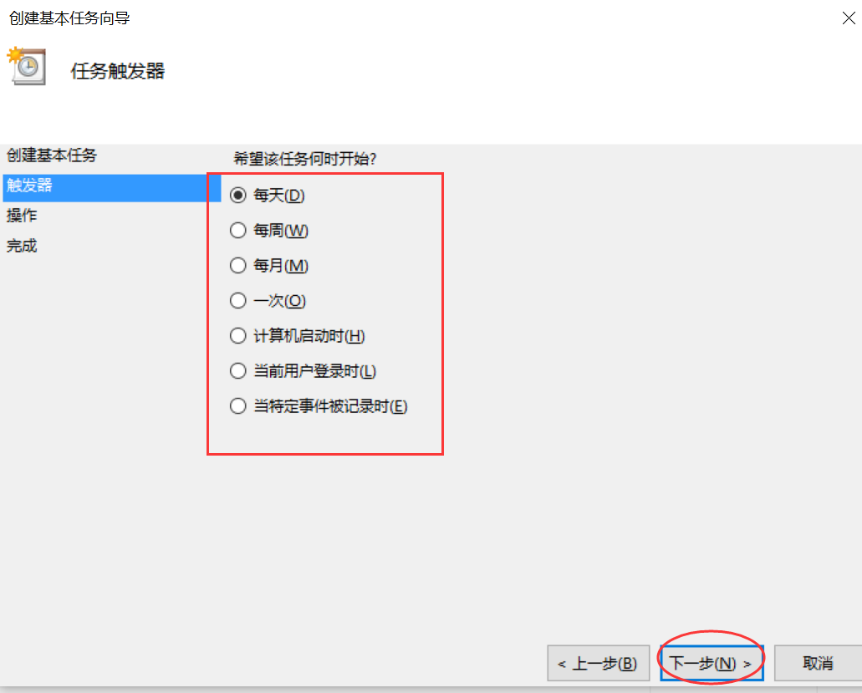 创建基本任务向导
任务触发器
创建基本任务
触发器
操作
完成
希望该任务何时开始?
每天(D)
每周(W)
每月(M)
一次(O)
计算机启动时(H)
当前用户登录时(L)
当特定事件被记录时(E)
< 上一步(B)
下一步(N) >
取消